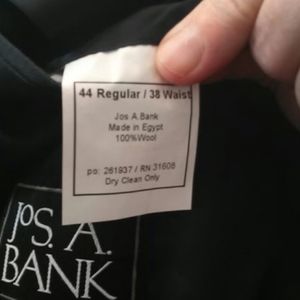 44 Regular / 38 Waist
Jos A.Bank
Made in Egypt
100%Wool
po: 261937 / RN 31608
Dry Clean Only
JOS. A.
BANK